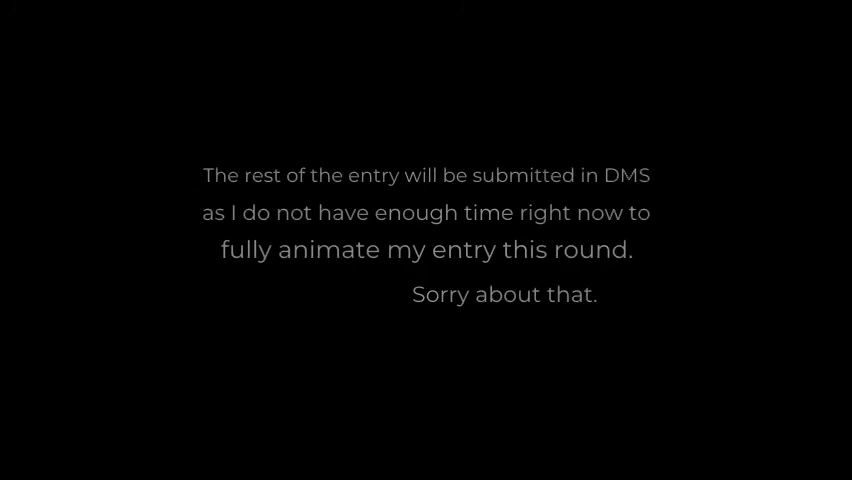 The rest of the entry will be submitted in DMS
as I do not have enough time right now to
fully animate my entry this round.
Sorry about that.